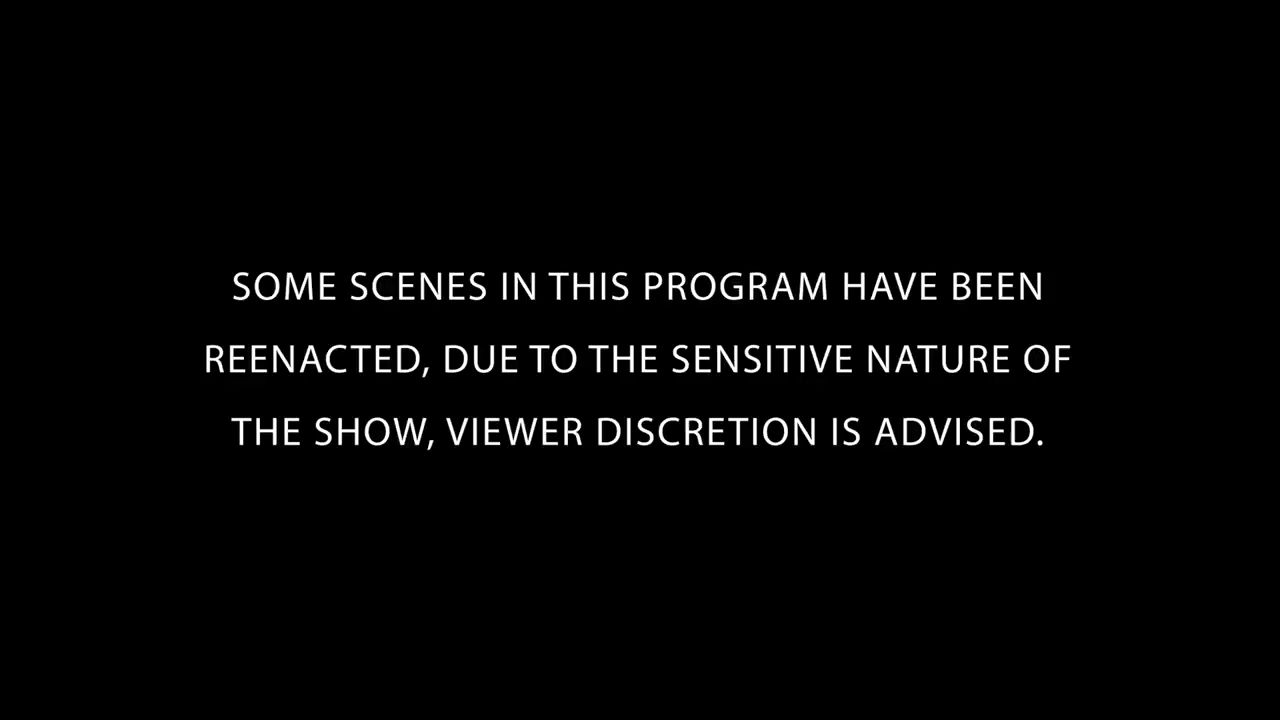 SOME SCENES IN THIS PROGRAM HAVE BEEN
REENACTED, DUE TO THE SENSITIVE NATURE OF
THE SHOW, VIEWER DISCRETION IS ADVISED.